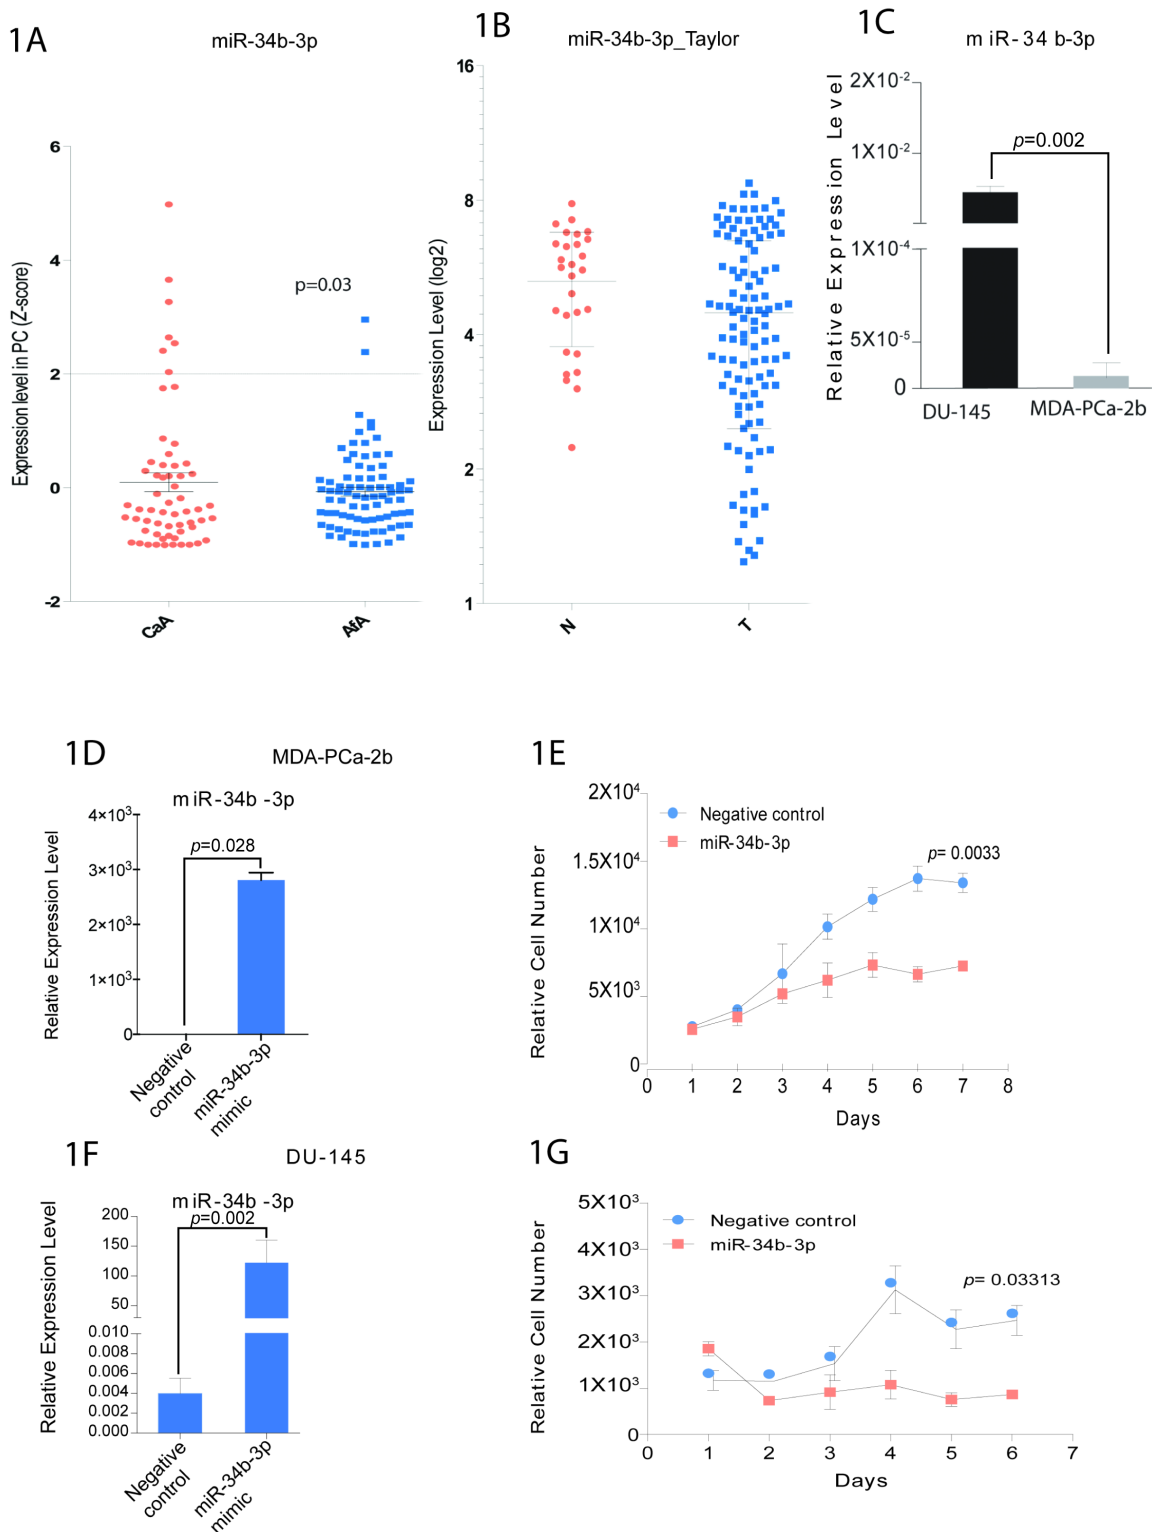 1A
miR-34b-3p
Expression level in PC (Z-score)
6
4
2
0
-2
p=0.03
CaA
AfA
1B
miR-34b-3p_Taylor
Expression Level (log2)
16
8
4
2
1
N
T
1C
miR-34b-3p
Relative Expression Level
2X10⁻²
1X10⁻²
1X10⁻⁴
5X10⁻⁵
0
p=0.002
DU-145
MDA-PCa-2b
1D
MDA-PCa-2b
miR-34b-3p
Relative Expression Level
4×10³
3×10³
2×10³
1×10³
0
p=0.028
Negative control
miR-34b-3p mimic
1E
Relative Cell Number
2X10⁴
1.5X10⁴
1X10⁴
5X10³
0
Negative control
miR-34b-3p
p= 0.0033
0 1 2 3 4 5 6 7 8
Days
1F
DU-145
miR-34b-3p
Relative Expression Level
200
150
100
50
0.010
0.008
0.006
0.004
0.002
0.000
p=0.002
Negative control
miR-34b-3p mimic
1G
Relative Cell Number
5X10³
4X10³
3X10³
2X10³
1X10³
0
Negative control
miR-34b-3p
p= 0.03313
0 1 2 3 4 5 6 7
Days